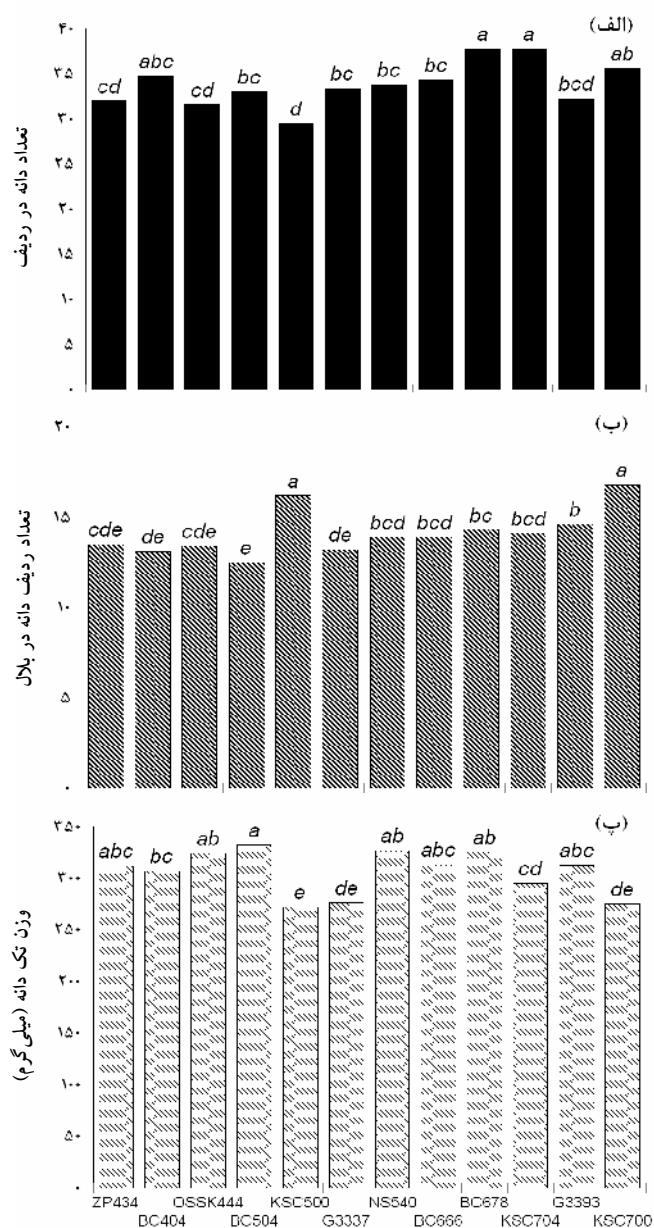 (الف)
تعداد دانه در ردیف
۴۰
۳۵
۳۰
۲۵
۲۰
۱۵
۱۰
۵
۰
cd abc cd bc d bc bc bc a a bcd ab
(ب)
تعداد ردیف دانه در بلال
۲۰
۱۵
۱۰
۵
۰
cde de cde e a de bcd bcd bc bcd b a
(پ)
وزن تک دانه (میلی گرم)
۳۵۰
۳۰۰
۲۵۰
۲۰۰
۱۵۰
۱۰۰
۵۰
۰
abc bc ab a e de ab abc ab cd abc de
ZP434 OSSK444 KSC500 NS540 BC678 G3393
BC404 BC504 G3337 BC666 KSC704 KSC700